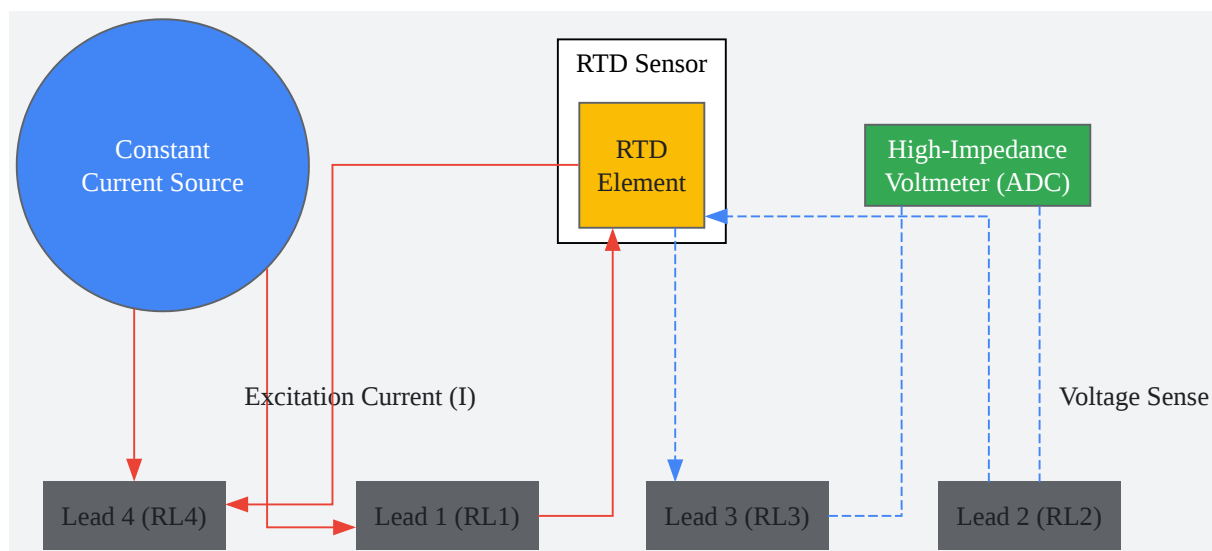 RTD Sensor
Constant
Current Source
RTD
Element
High-Impedance
Voltmeter (ADC)
Excitation Current (I)
Voltage Sense
Lead 4 (RL4)
Lead 1 (RL1)
Lead 3 (RL3)
Lead 2 (RL2)